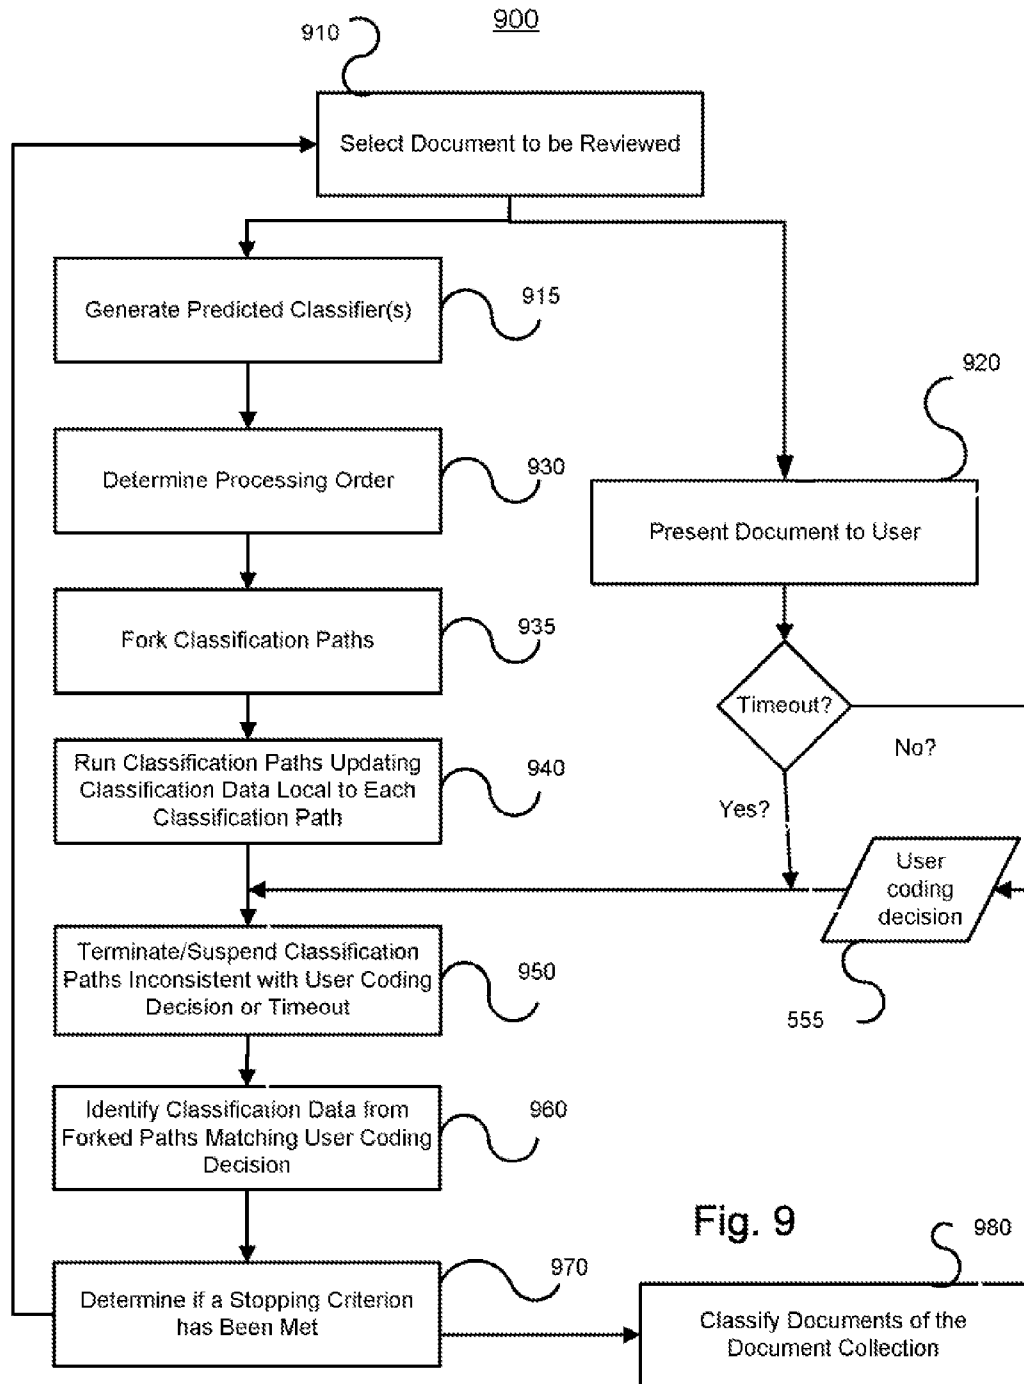 900
910
Select Document to be Reviewed
Generate Predicted Classifier(s)
915
920
Determine Processing Order
930
Present Document to User
Fork Classification Paths
935
Timeout?
No?
Run Classification Paths Updating
Classification Data Local to Each
Classification Path
940
Yes?
User
coding
decision
555
Terminate/Suspend Classification
Paths Inconsistent with User Coding
Decision or Timeout
950
Identify Classification Data from
Forked Paths Matching User Coding
Decision
960
Fig. 9
980
Determine if a Stopping Criterion
has Been Met
970
Classify Documents of the
Document Collection